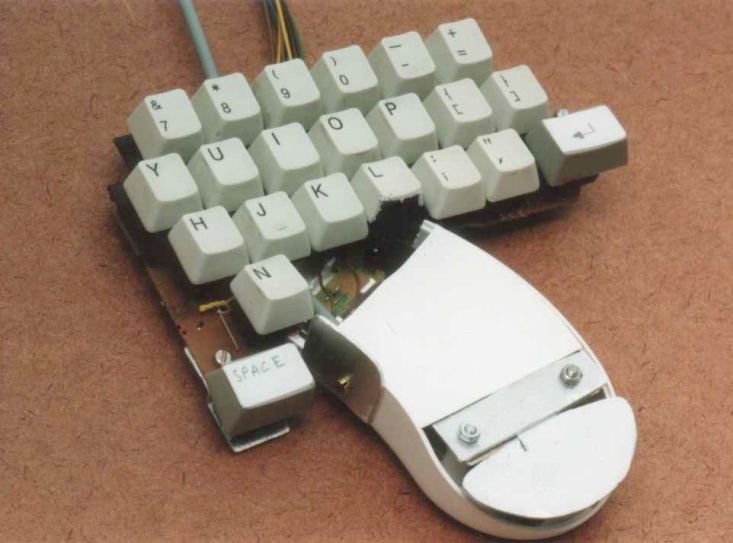 & * ( ) — +
7 8 9 0 - =
Y U I O P { [ } ]
H J K L : ; " '
N
SPACE